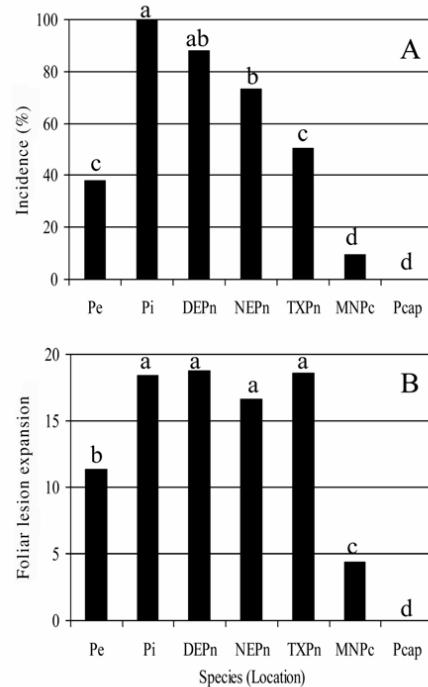 A
Incidence (%)
100
80
60
40
20
0
c
a
ab
b
c
d
d
Pe Pi DEPn NEPn TXPn MNPc Pcap
B
Foliar lesion expansion
20
15
10
5
0
b
a
a
a
a
c
d
Pe Pi DEPn NEPn TXPn MNPc Pcap
Species (Location)